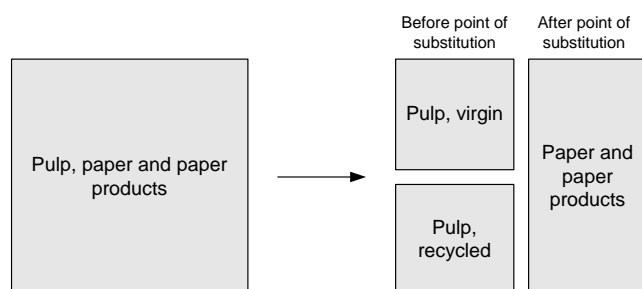 Before point of
substitution
After point of
substitution
Pulp, paper and paper
products
Pulp, virgin
Pulp,
recycled
Paper and
paper
products